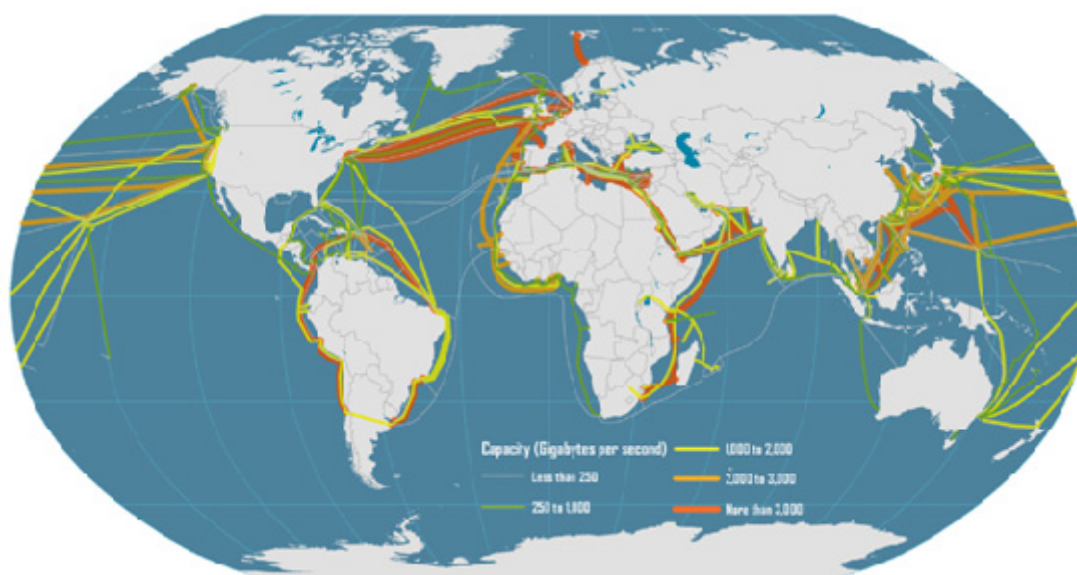 Capacity (Gigabytes per second)
Less than 250
250 to 1,000
1,000 to 2,000
2,000 to 3,000
More than 3,000